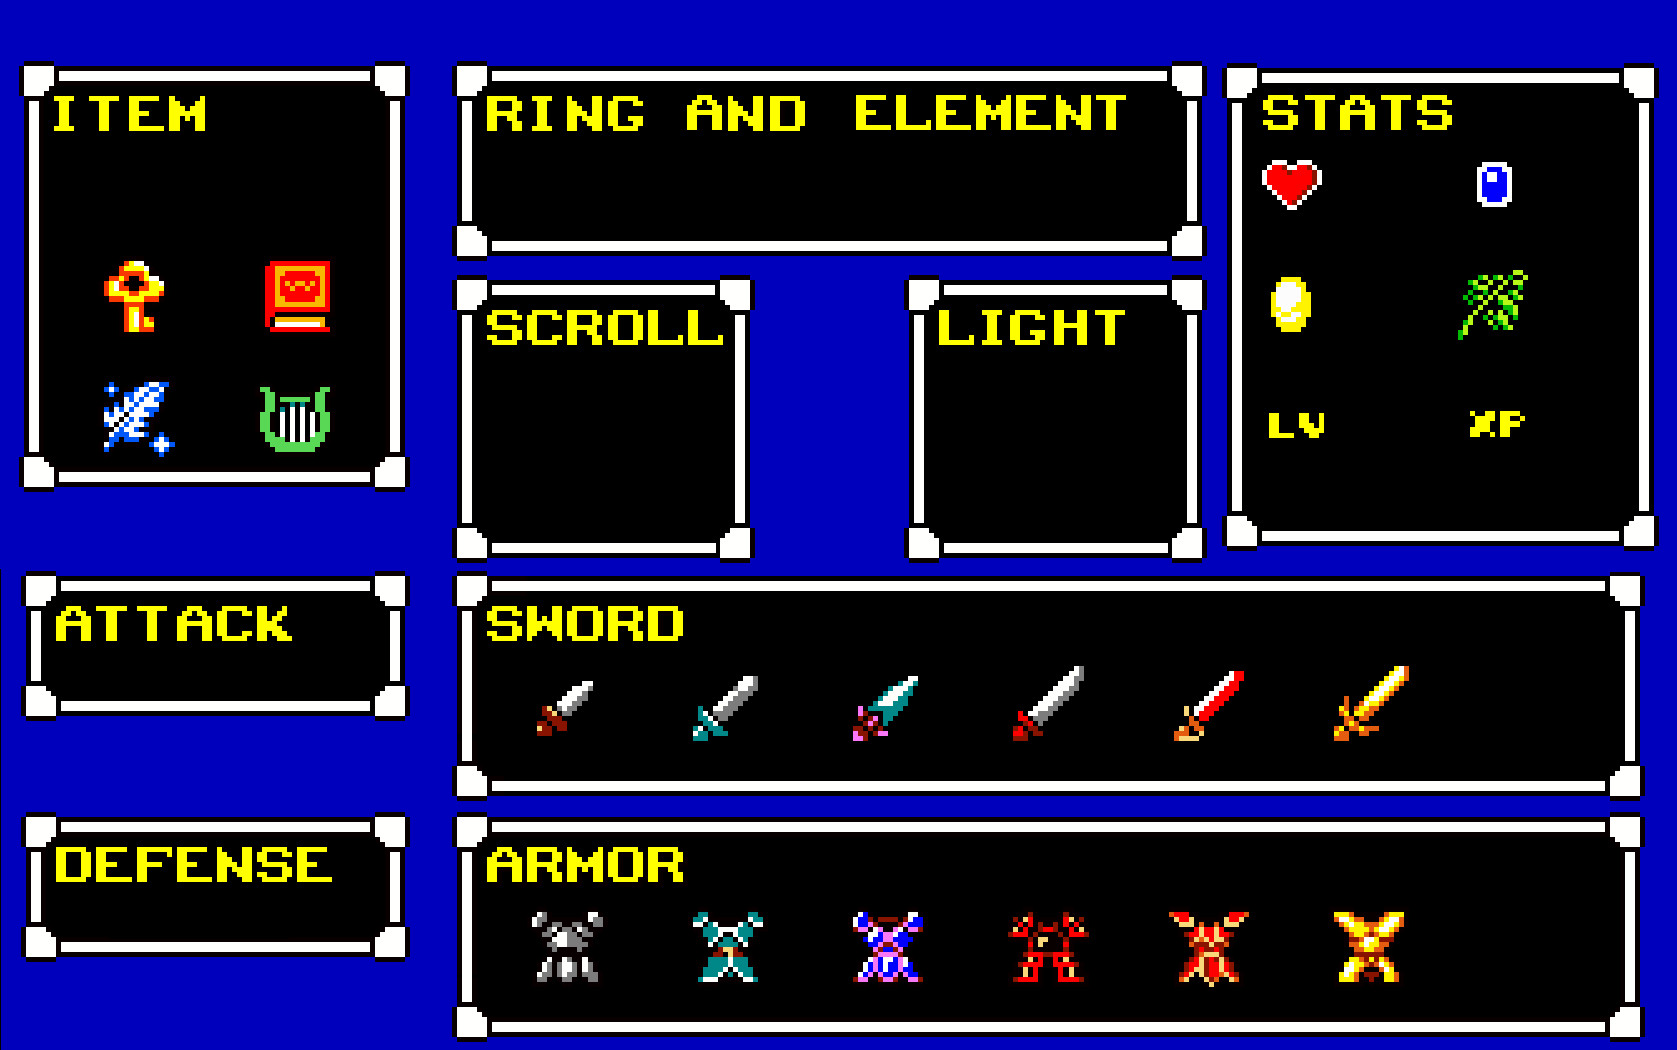 ITEM
RING AND ELEMENT
STATS
SCROLL
LIGHT
LV
XP
ATTACK
SWORD
DEFENSE
ARMOR